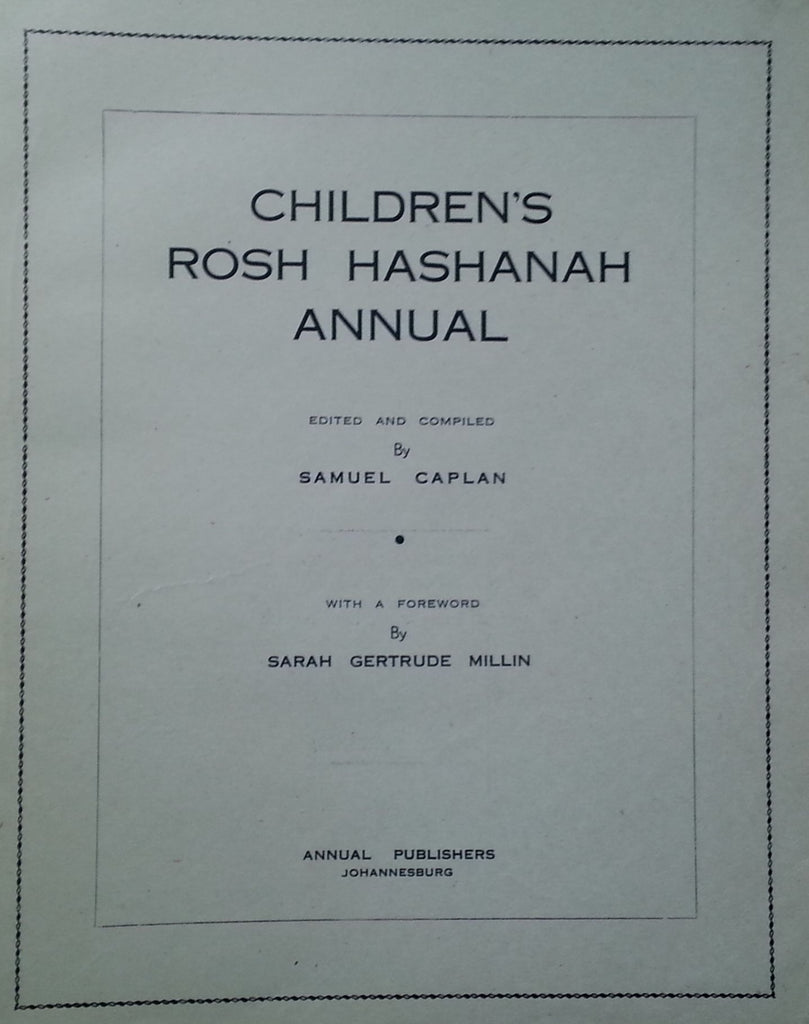 CHILDREN'S
ROSH HASHANAH
ANNUAL
EDITED AND COMPILED
By
SAMUEL CAPLAN
WITH A FOREWORD
By
SARAH GERTRUDE MILLIN
ANNUAL PUBLISHERS
JOHANNESBURG